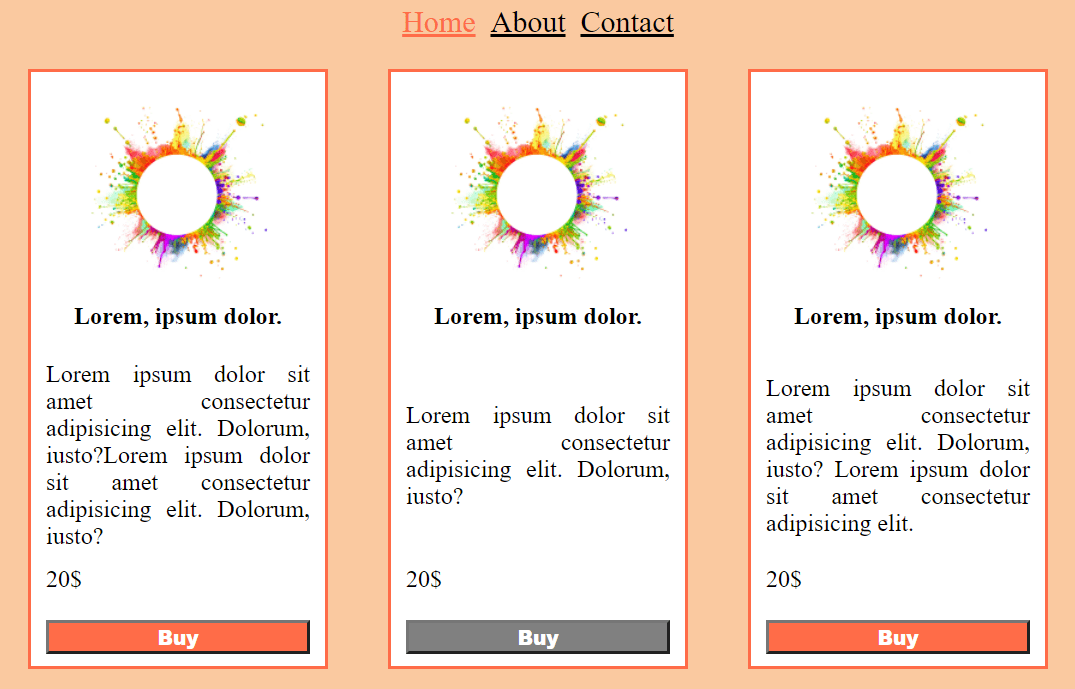 Home About Contact
Lorem, ipsum dolor.
Lorem ipsum dolor sit
amet consectetur
adipisicing elit. Dolorum,
iusto?Lorem ipsum dolor
sit amet consectetur
adipisicing elit. Dolorum,
iusto?
20$
Buy
Lorem, ipsum dolor.
Lorem ipsum dolor sit
amet consectetur
adipisicing elit. Dolorum,
iusto?
20$
Buy
Lorem, ipsum dolor.
Lorem ipsum dolor sit
amet consectetur
adipisicing elit. Dolorum,
iusto? Lorem ipsum dolor
sit amet consectetur
adipisicing elit.
20$
Buy